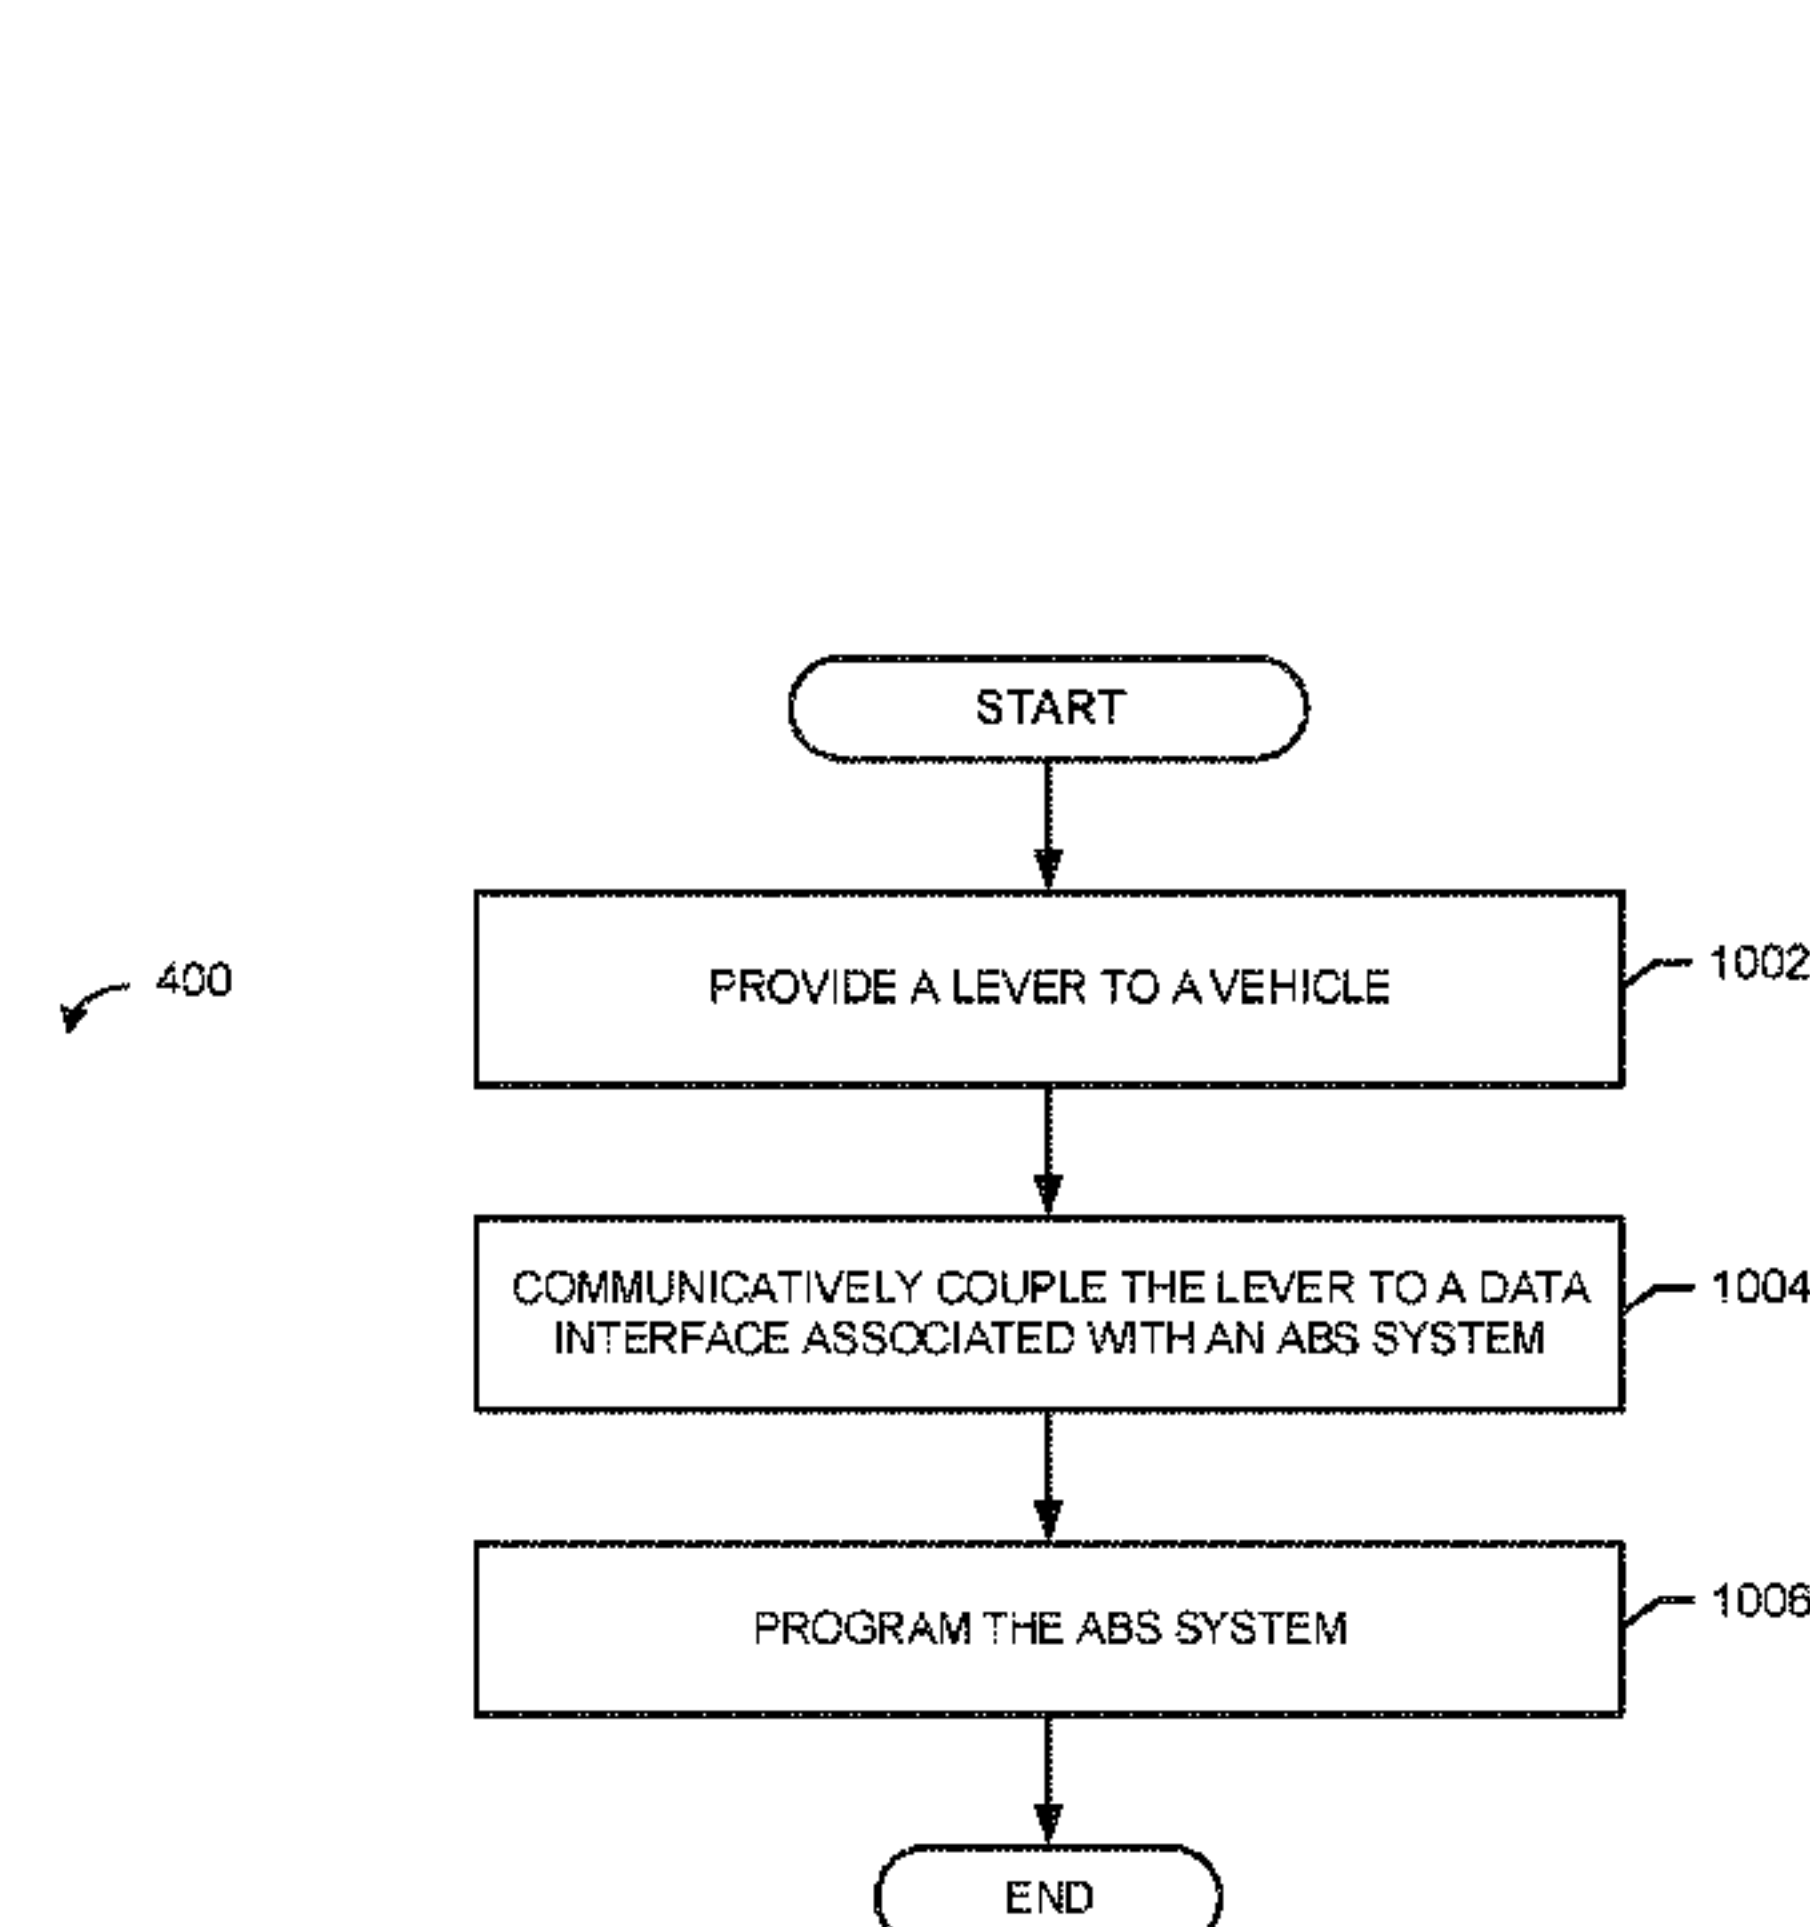 START
PROVIDE A LEVER TO A VEHICLE
1002
400
COMMUNICATIVELY COUPLE THE LEVER TO A DATA
INTERFACE ASSOCIATED WITH AN ABS SYSTEM
1004
PROGRAM THE ABS SYSTEM
1006
END